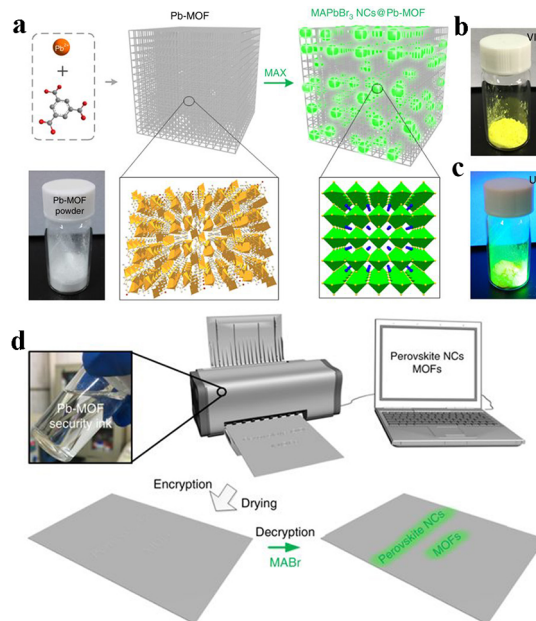 a
Pb-MOF
MAPbBr₃ NCs@Pb-MOF
b
VI
Pb
+
MAX
c
U
Pb-MOF
powder
d
Pb-MOF
security ink
Perovskite NCs
MOFs
Encryption
Drying
Decryption
MABr
Perovskite NCs
MOFs